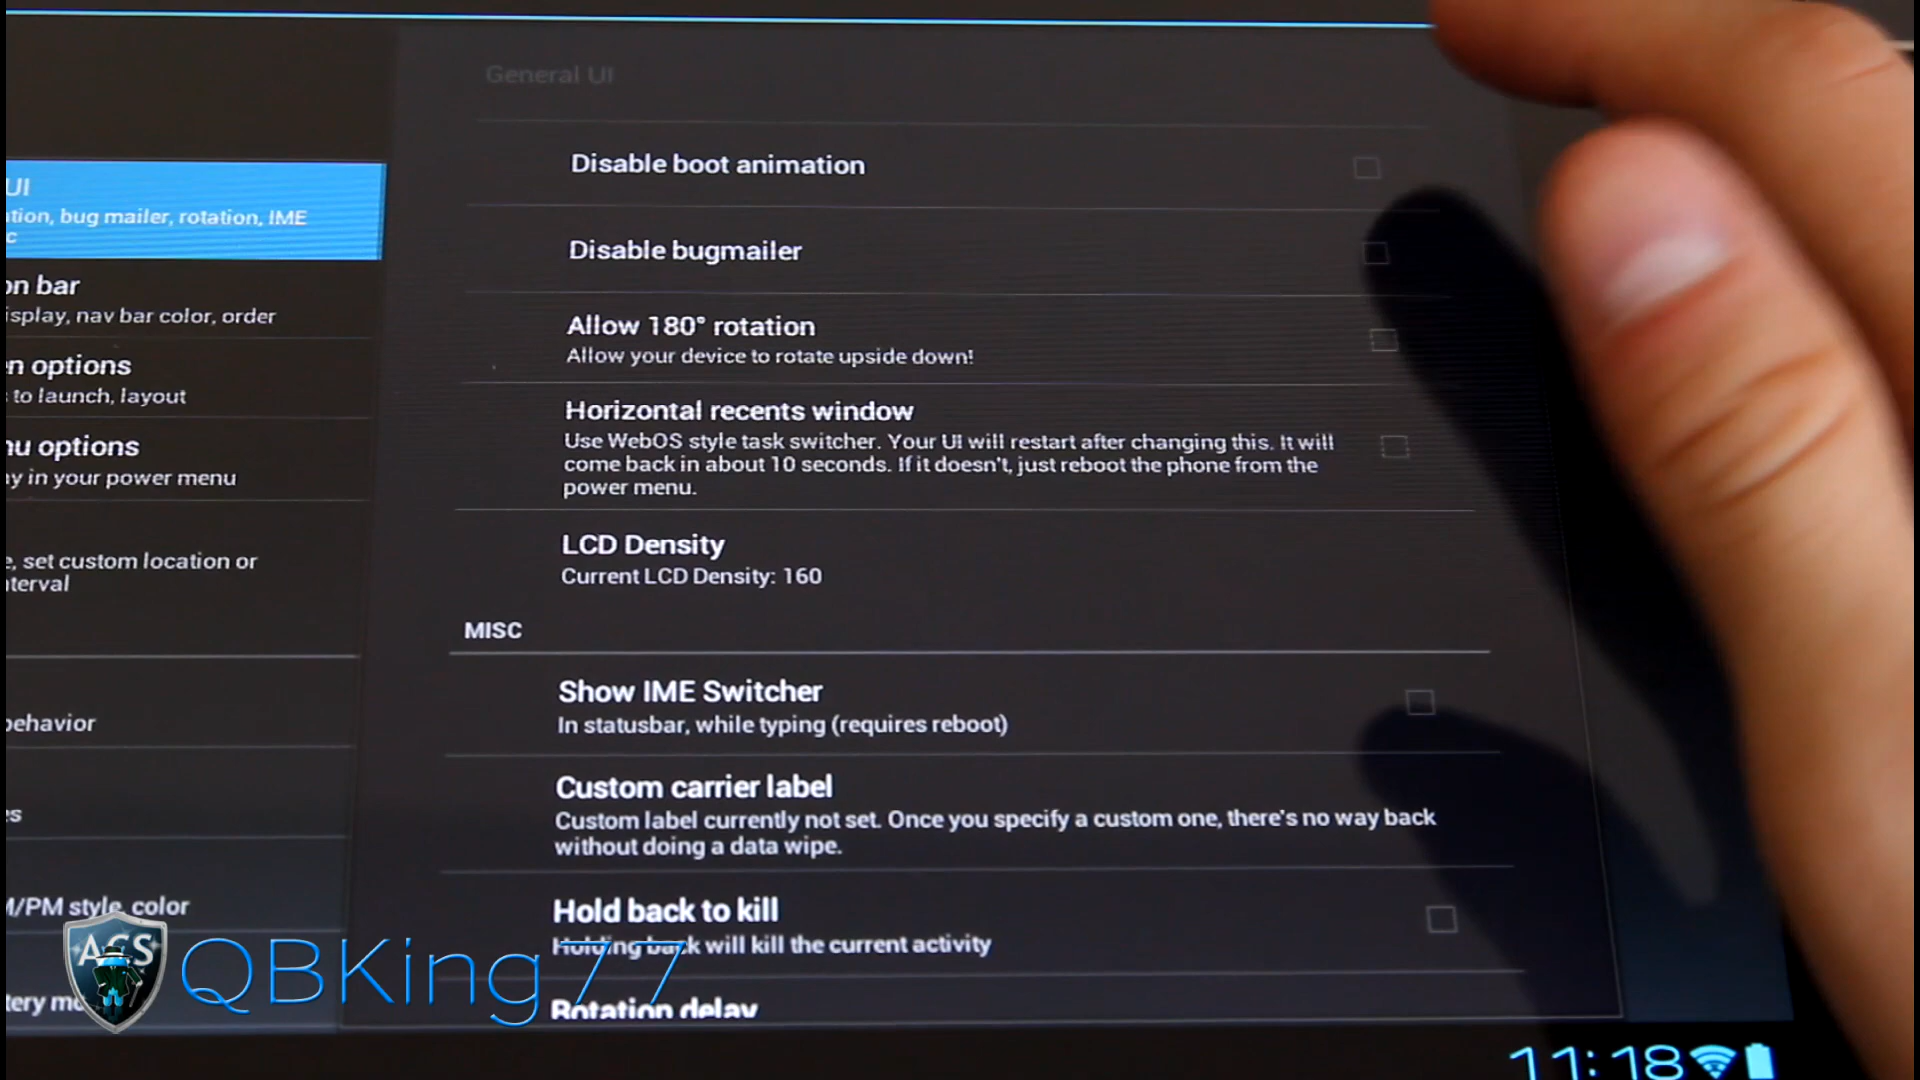 General UI
Disable boot animation
Disable bugmailer
Allow 180° rotation
Allow your device to rotate upside down!
Horizontal recents window
Use WebOS style task switcher. Your UI will restart after changing this. It will
come back in about 10 seconds. If it doesn't, just reboot the phone from the
power menu.
LCD Density
Current LCD Density: 160
MISC
Show IME Switcher
In statusbar, while typing (requires reboot)
Custom carrier label
Custom label currently not set. Once you specify a custom one, there's no way back
without doing a data wipe.
Hold back to kill
Holding back will kill the current activity
Rotation delay
UI
bug mailer, rotation, IME
bar
nav bar color, order
options
to launch, layout
options
in your power menu
set custom location or
behavior
/PM style, color
ACS
QBKing77
11:18